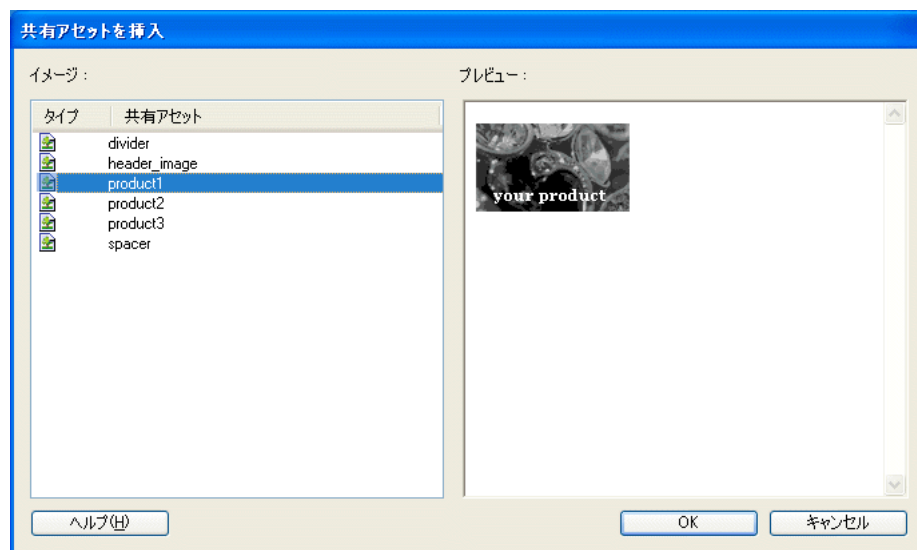 共有アセットを挿入
イメージ :
プレビュー :
タイプ 共有アセット
divider
header_image
product1
product2
product3
spacer
your product
ヘルプ(H)
OK
キャンセル